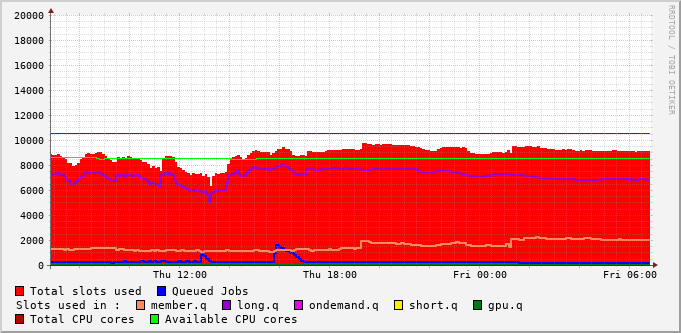 RRDTOOL / TOBI OETIKER
20000
18000
16000
14000
12000
10000
8000
6000
4000
2000
0
Thu 12:00 Thu 18:00 Fri 00:00 Fri 06:00
Total slots used Queued Jobs
Slots used in : member.q long.q ondemand.q short.q gpu.q
Total CPU cores Available CPU cores